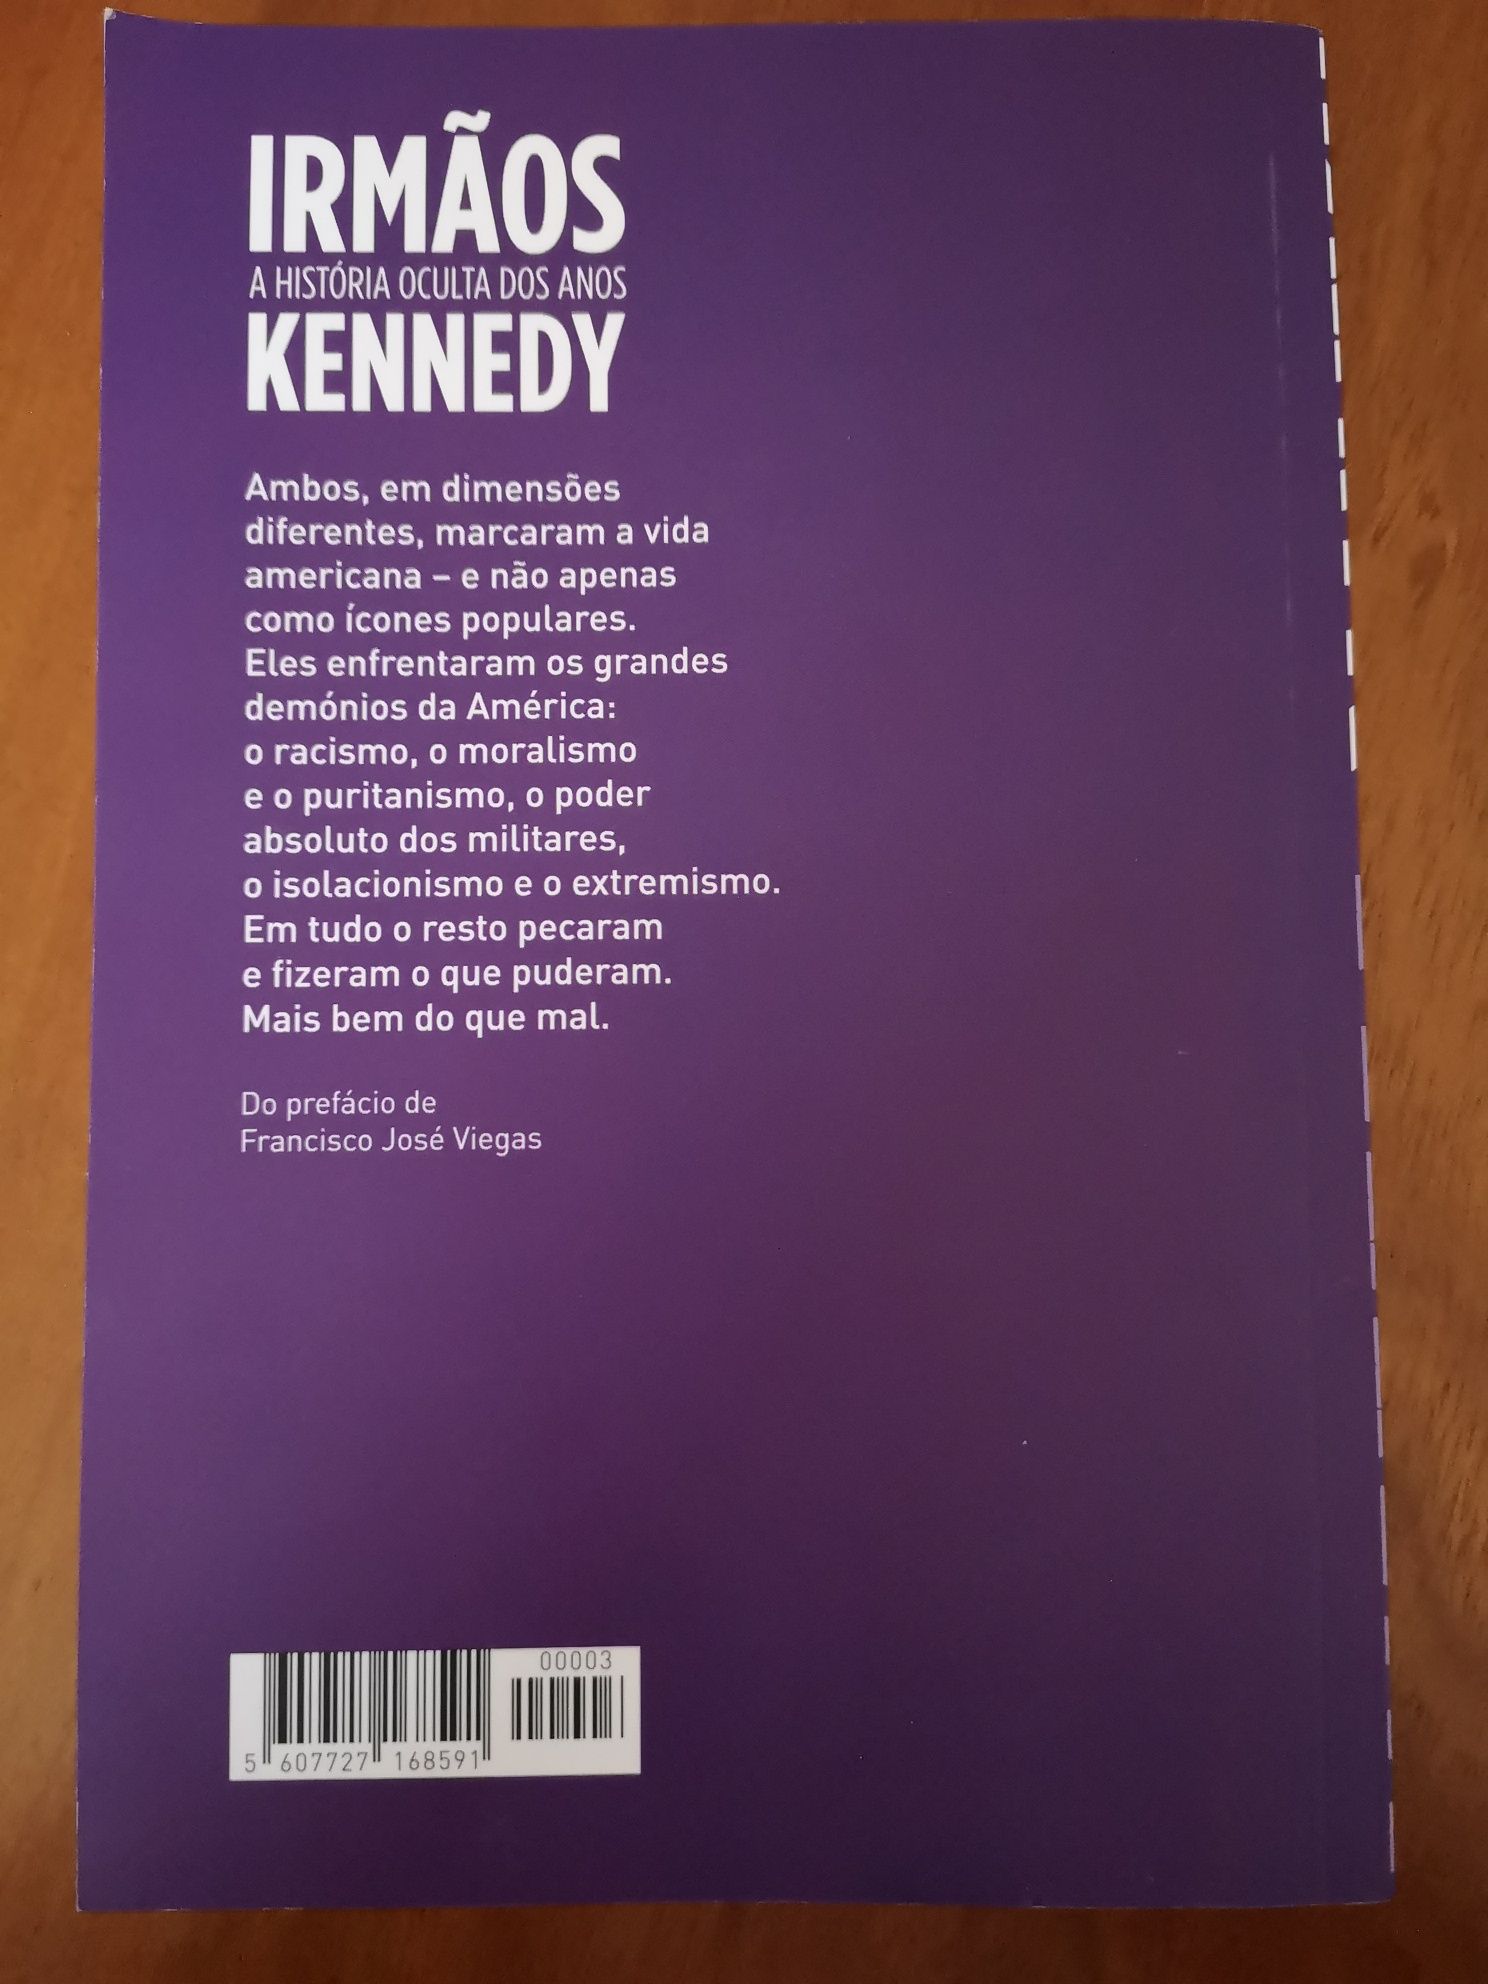 IRMÃOS
A HISTÓRIA OCULTA DOS ANOS
KENNEDY
Ambos, em dimensões
diferentes, marcaram a vida
americana – e não apenas
como ícones populares.
Eles enfrentaram os grandes
demónios da América:
o racismo, o moralismo
e o puritanismo, o poder
absoluto dos militares,
o isolacionismo e o extremismo.
Em tudo o resto pecaram
e fizeram o que puderam.
Mais bem do que mal.
Do prefácio de
Francisco José Viegas
00003
5 607727 168591